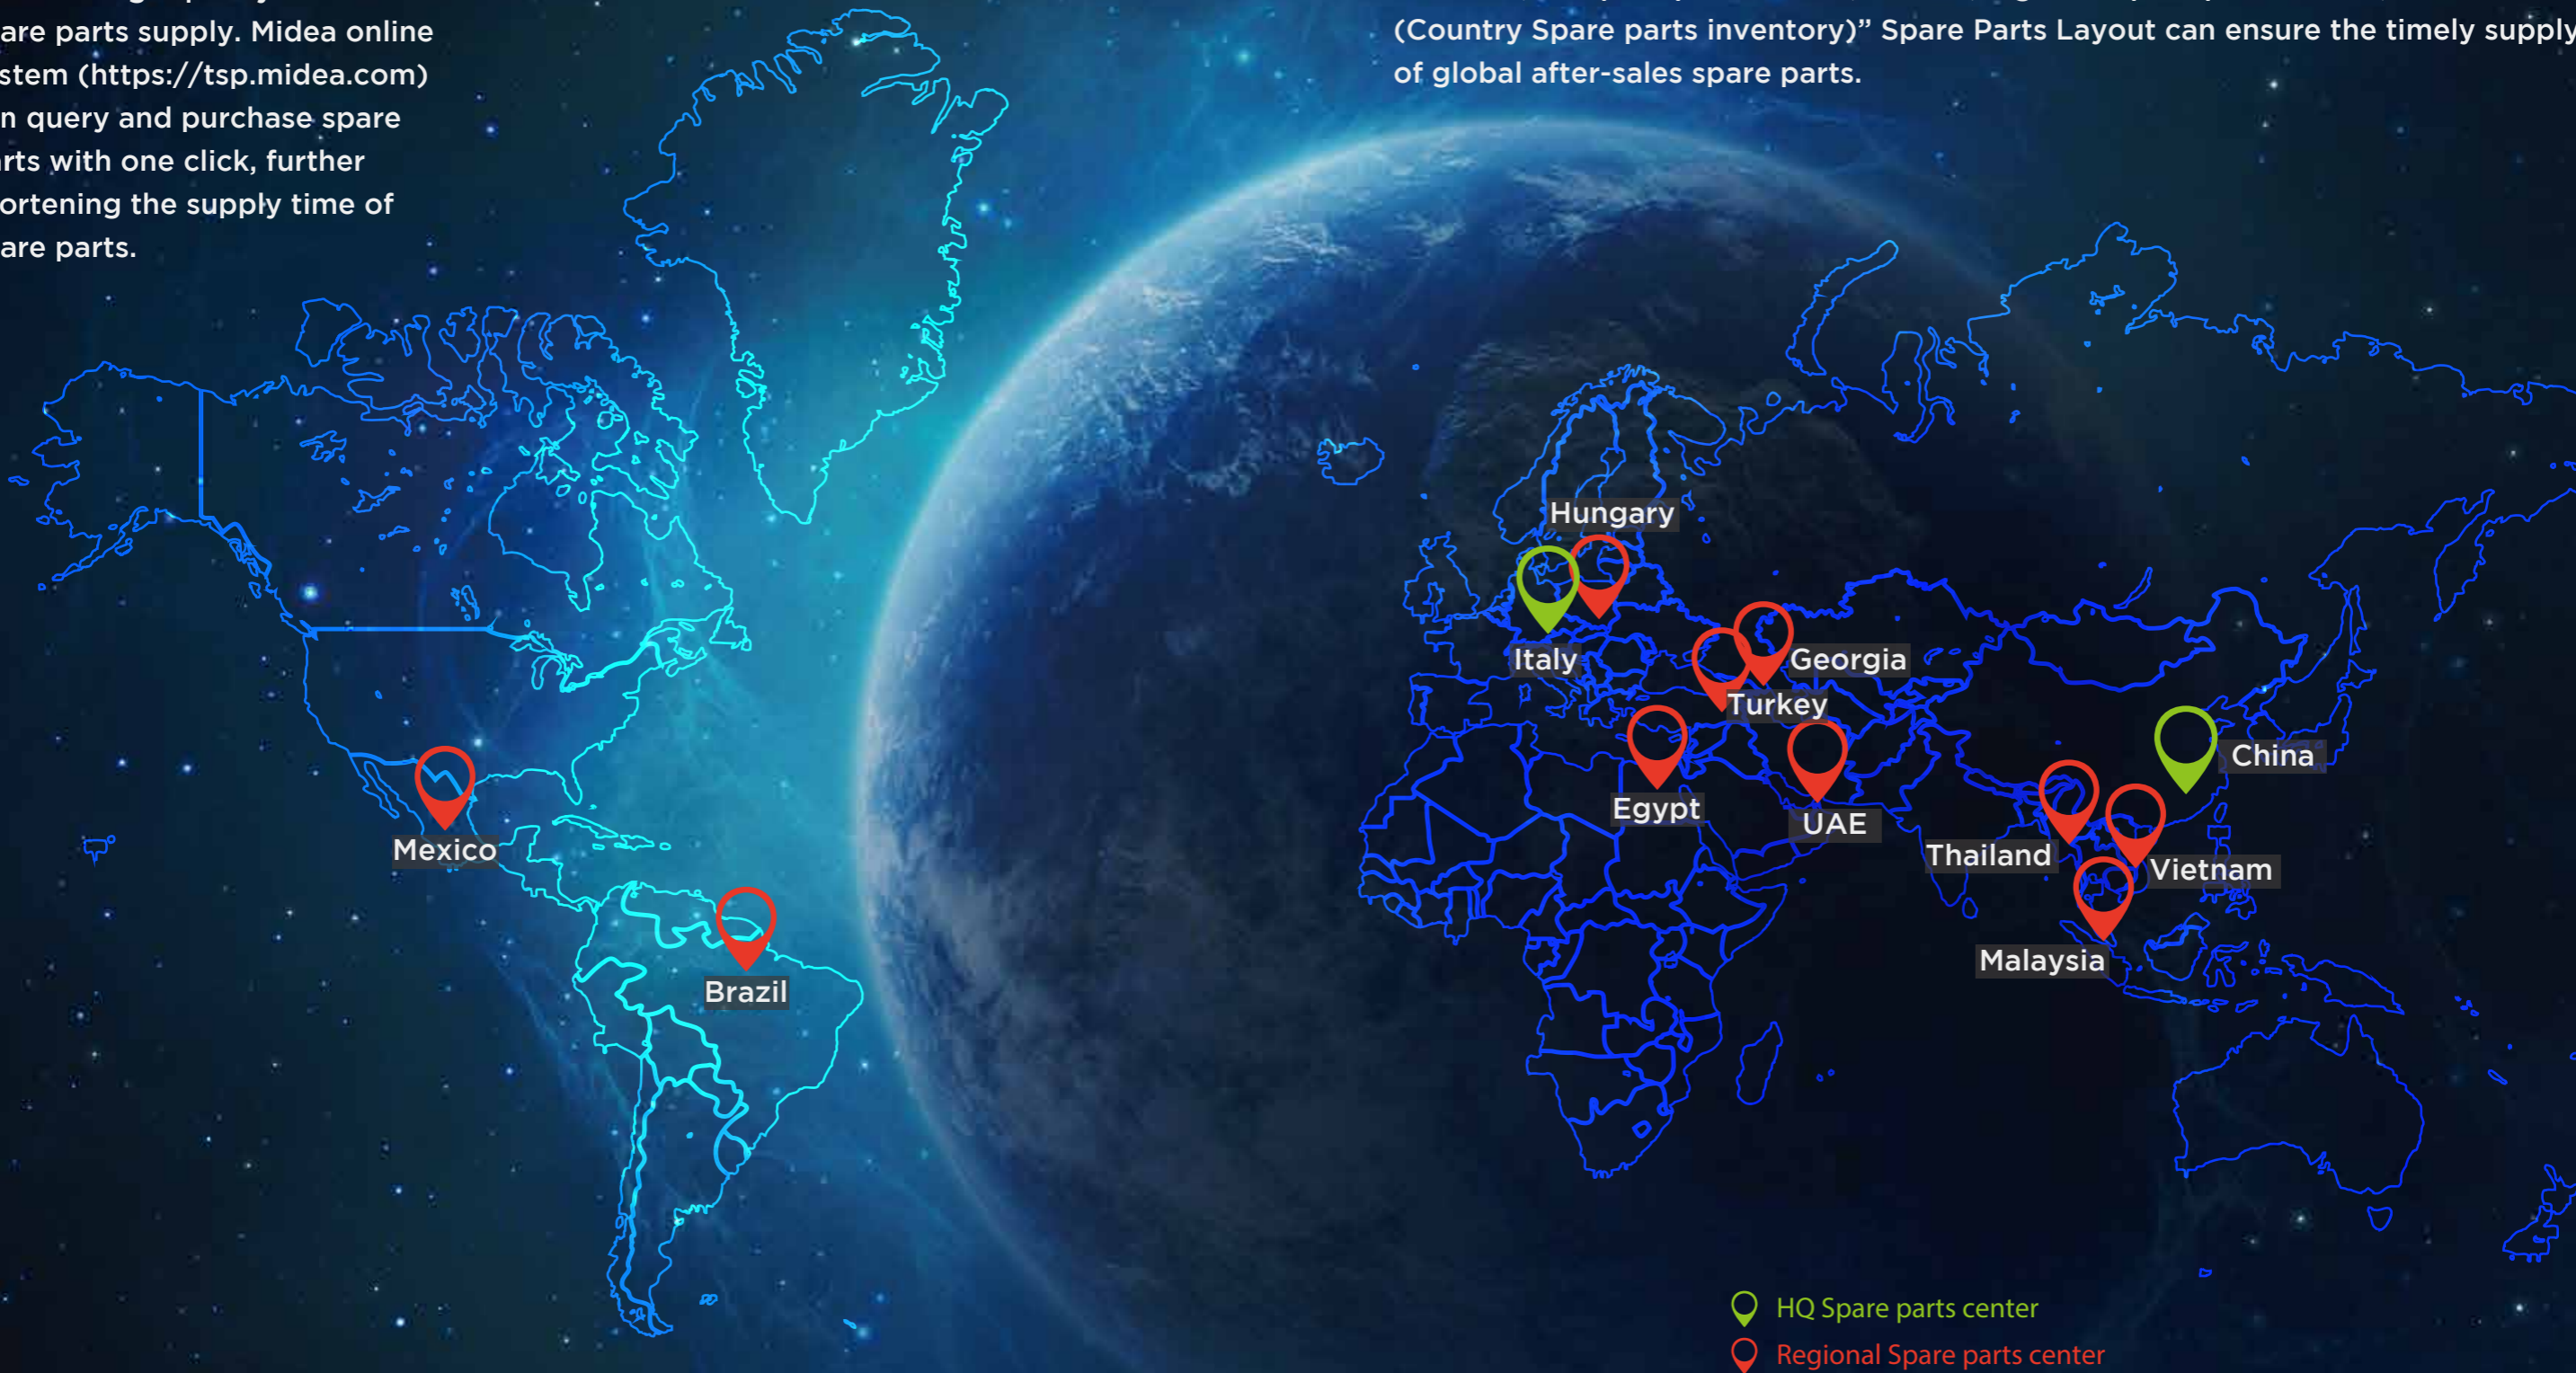 are parts supply. Midea online
stem (https://tsp.midea.com)
n query and purchase spare
rts with one click, further
ortening the supply time of
are parts.
(Country Spare parts inventory)” Spare Parts Layout can ensure the timely supply
of global after-sales spare parts.
Hungary
Italy
Georgia
Turkey
China
Egypt
UAE
Mexico
Thailand
Vietnam
Malaysia
Brazil
HQ Spare parts center
Regional Spare parts center